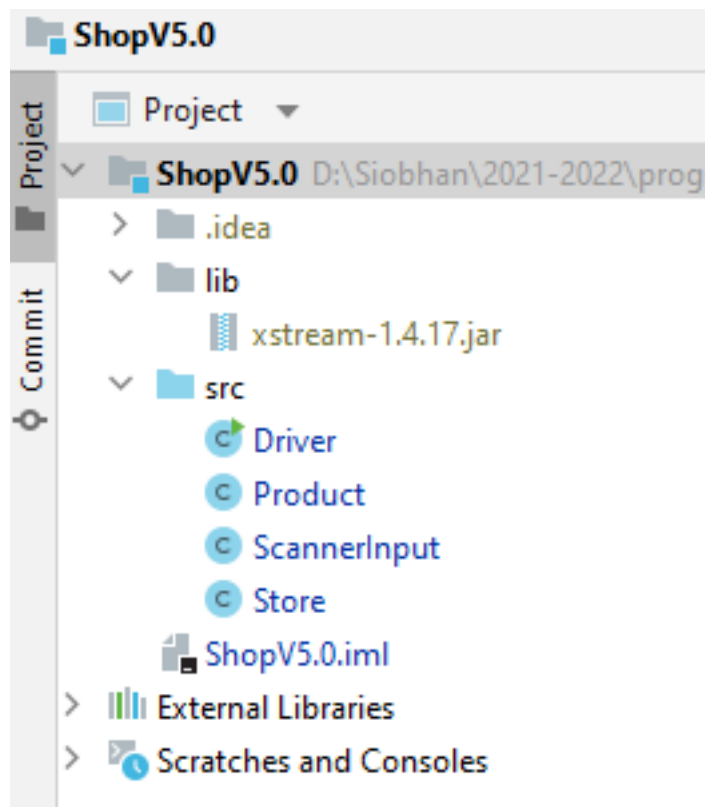 ShopV5.0
Project
Commit
Project
ShopV5.0 D:\Siobhan\2021-2022\prog
.idea
lib
xstream-1.4.17.jar
src
Driver
Product
ScannerInput
Store
ShopV5.0.iml
External Libraries
Scratches and Consoles